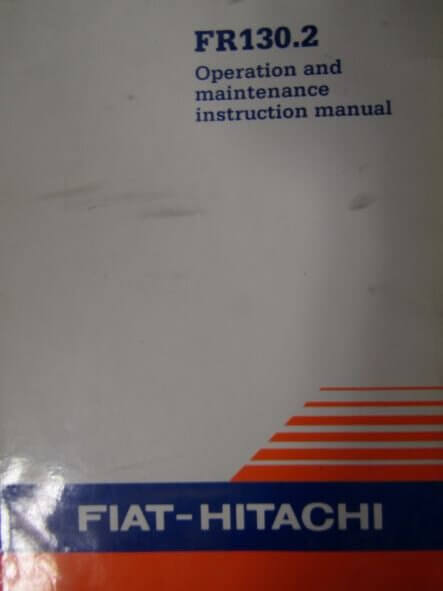 FR130.2
Operation and
maintenance
instruction manual
FIAT-HITACHI